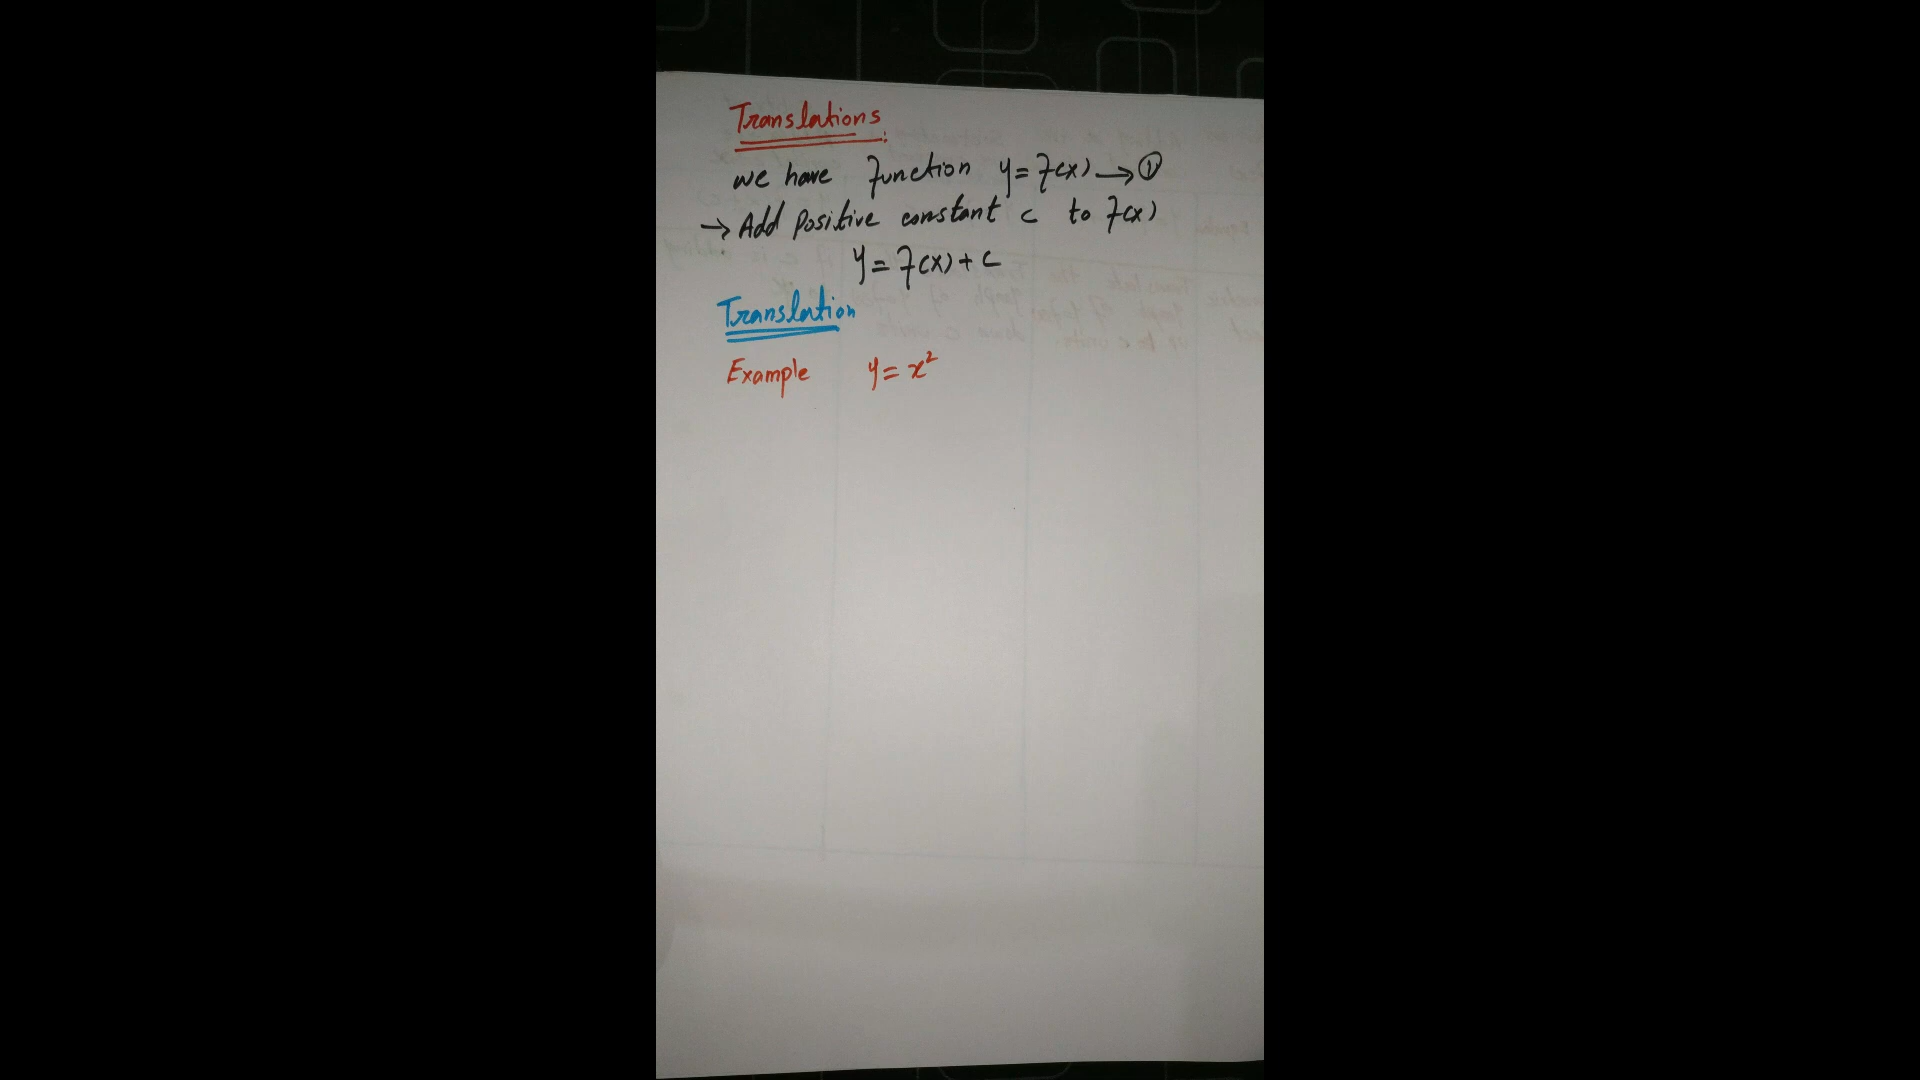 Translations:
we have function y = f(x) → ①
→ Add positive constant c to f(x)
y = f(x) + c
Translation
Example y = x²